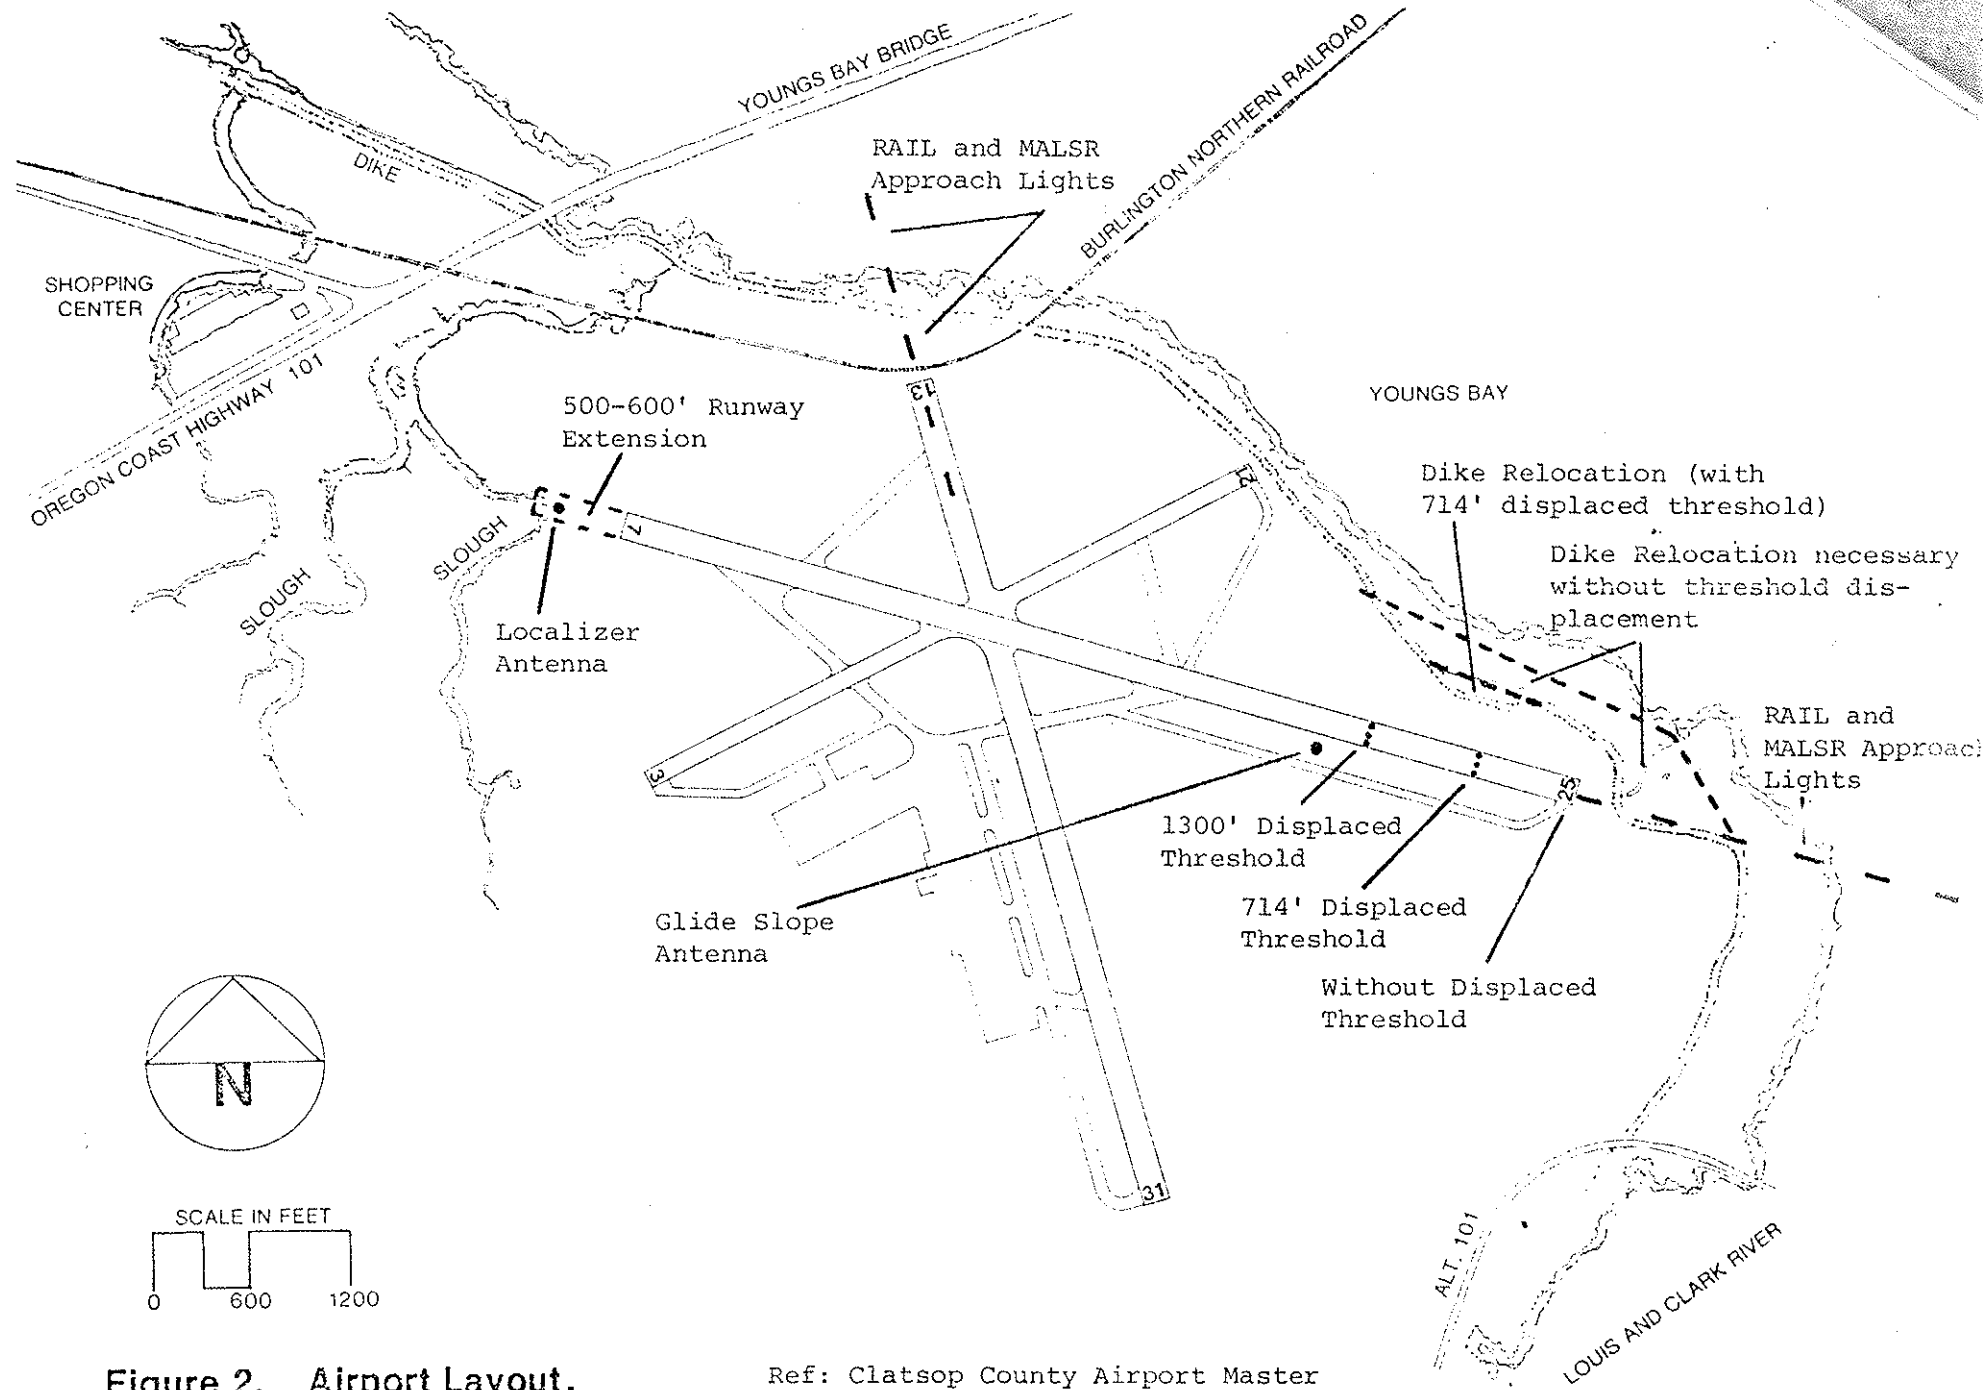 YOUNGS BAY BRIDGE
BURLINGTON NORTHERN RAILROAD
DIKE
RAIL and MALSR
Approach Lights
SHOPPING
CENTER
OREGON COAST HIGHWAY 101
13
500-600' Runway
Extension
YOUNGS BAY
21
Dike Relocation (with
714' displaced threshold)
Dike Relocation necessary
without threshold dis-
placement
7
SLOUGH
SLOUGH
Localizer
Antenna
RAIL and
MALSR Approach
Lights
3
25
1300' Displaced
Threshold
714' Displaced
Threshold
Glide Slope
Antenna
Without Displaced
Threshold
N
31
SCALE IN FEET
0 600 1200
ALT. 101
LOUIS AND CLARK RIVER
Figure 2. Airport Layout.
Ref: Clatsop County Airport Master